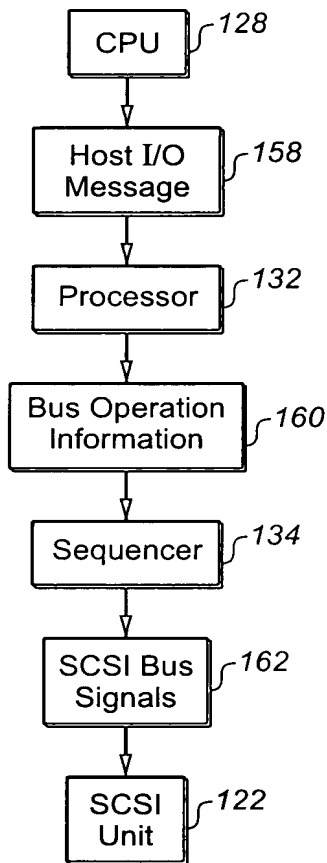 CPU
128
Host I/O
Message
158
Processor
132
Bus Operation
Information
160
Sequencer
134
SCSI Bus
Signals
162
SCSI
Unit
122